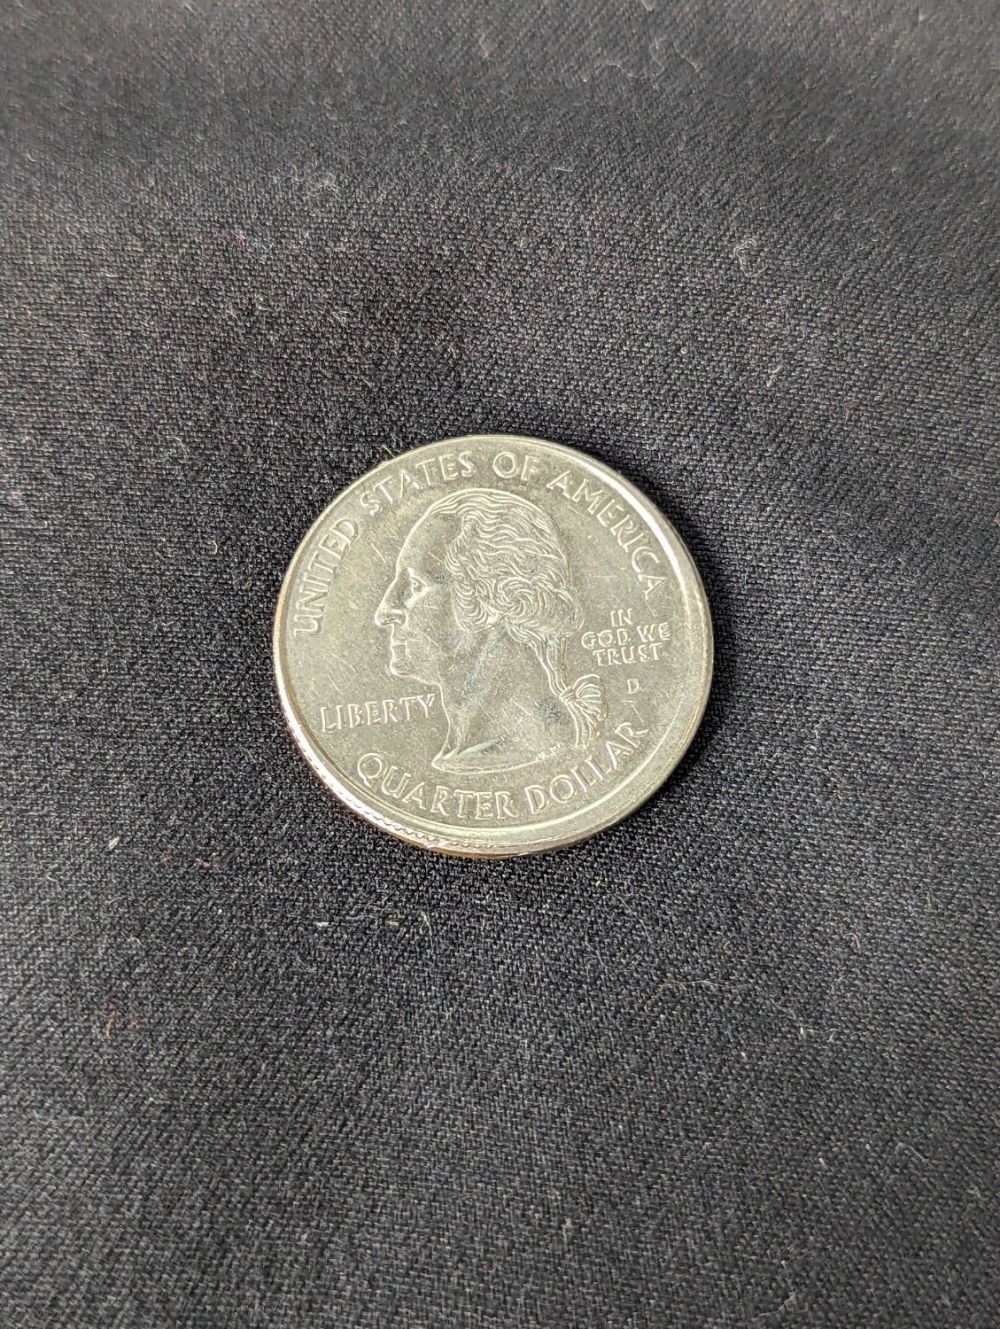 UNITED STATES OF AMERICA
LIBERTY
IN
GOD WE
TRUST
D
QUARTER DOLLAR